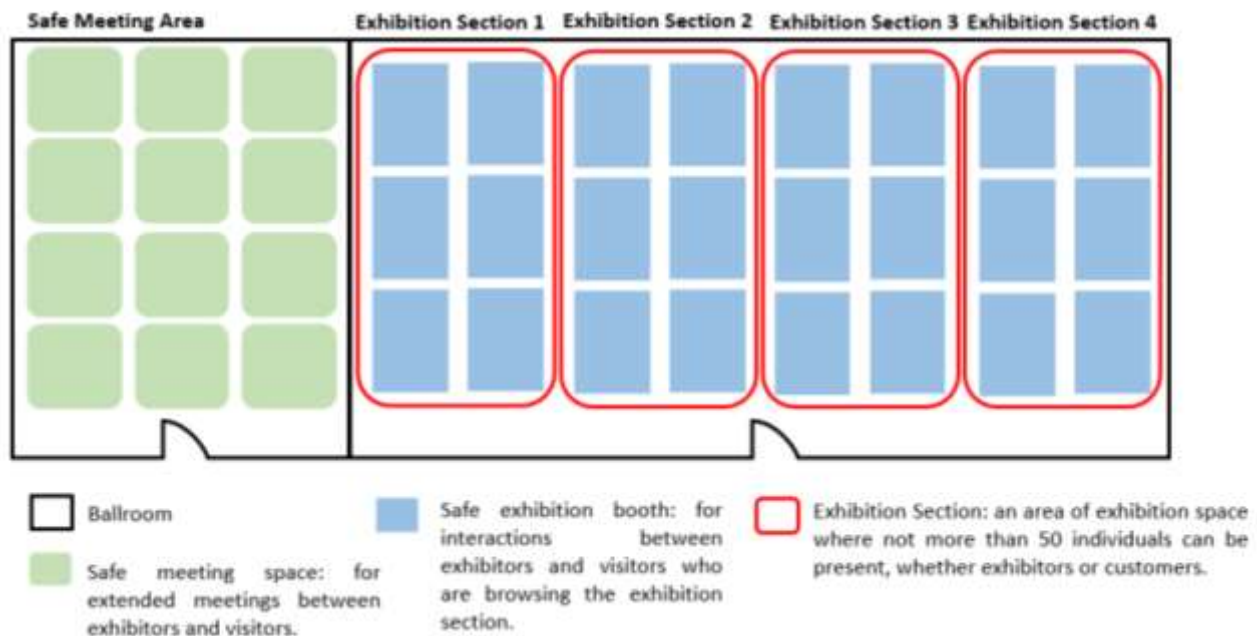 Safe Meeting Area
Exhibition Section 1
Exhibition Section 2
Exhibition Section 3
Exhibition Section 4
Ballroom
Safe meeting space: for
extended meetings between
exhibitors and visitors.
Safe exhibition booth: for
interactions between
exhibitors and visitors who
are browsing the exhibition
section.
Exhibition Section: an area of exhibition space
where not more than 50 individuals can be
present, whether exhibitors or customers.